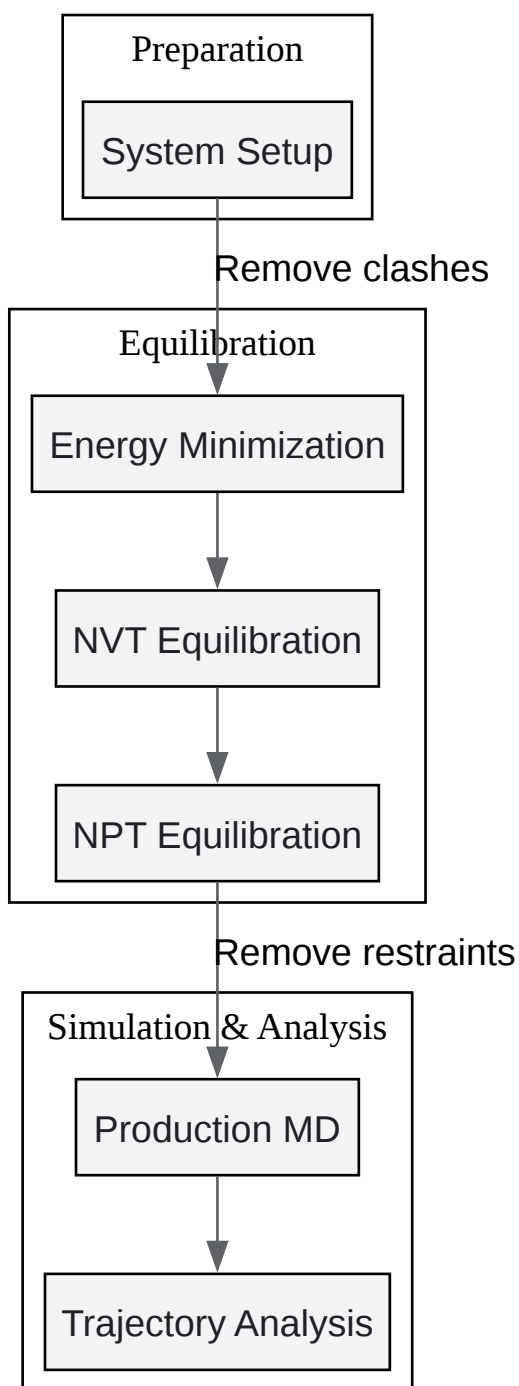 Preparation
System Setup
Remove clashes
Equilibration
Energy Minimization
NVT Equilibration
NPT Equilibration
Remove restraints
Simulation & Analysis
Production MD
Trajectory Analysis